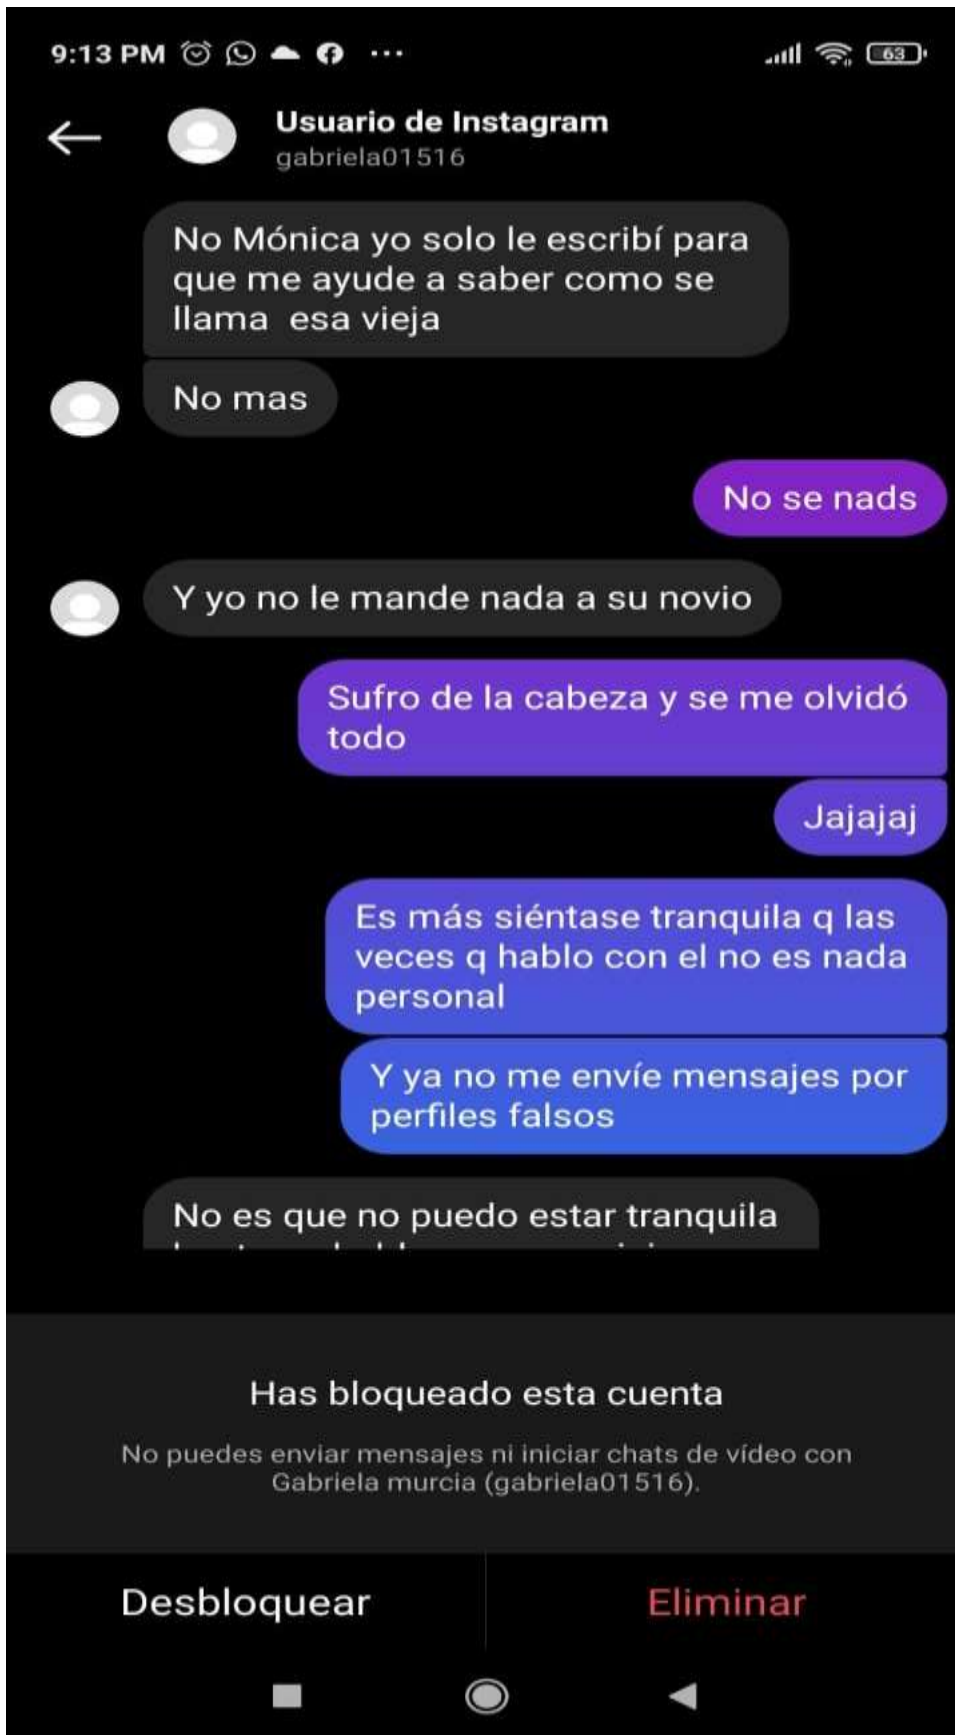 9:13 PM
63
Usuario de Instagram
gabriela01516
No Mónica yo solo le escribí para
que me ayude a saber como se
llama esa vieja
No mas
No se nads
Y yo no le mande nada a su novio
Sufro de la cabeza y se me olvidó
todo
Jajajaj
Es más siéntase tranquila q las
veces q hablo con el no es nada
personal
Y ya no me envíe mensajes por
perfiles falsos
No es que no puedo estar tranquila
Has bloqueado esta cuenta
No puedes enviar mensajes ni iniciar chats de vídeo con
Gabriela murcia (gabriela01516).
Desbloquear
Eliminar